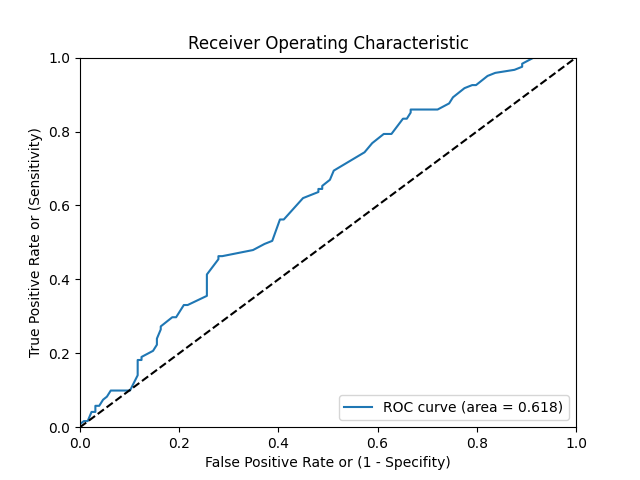 Receiver Operating Characteristic
1.0
0.8
0.6
0.4
0.2
0.0
True Positive Rate or (Sensitivity)
ROC curve (area = 0.618)
0.0 0.2 0.4 0.6 0.8 1.0
False Positive Rate or (1 - Specifity)